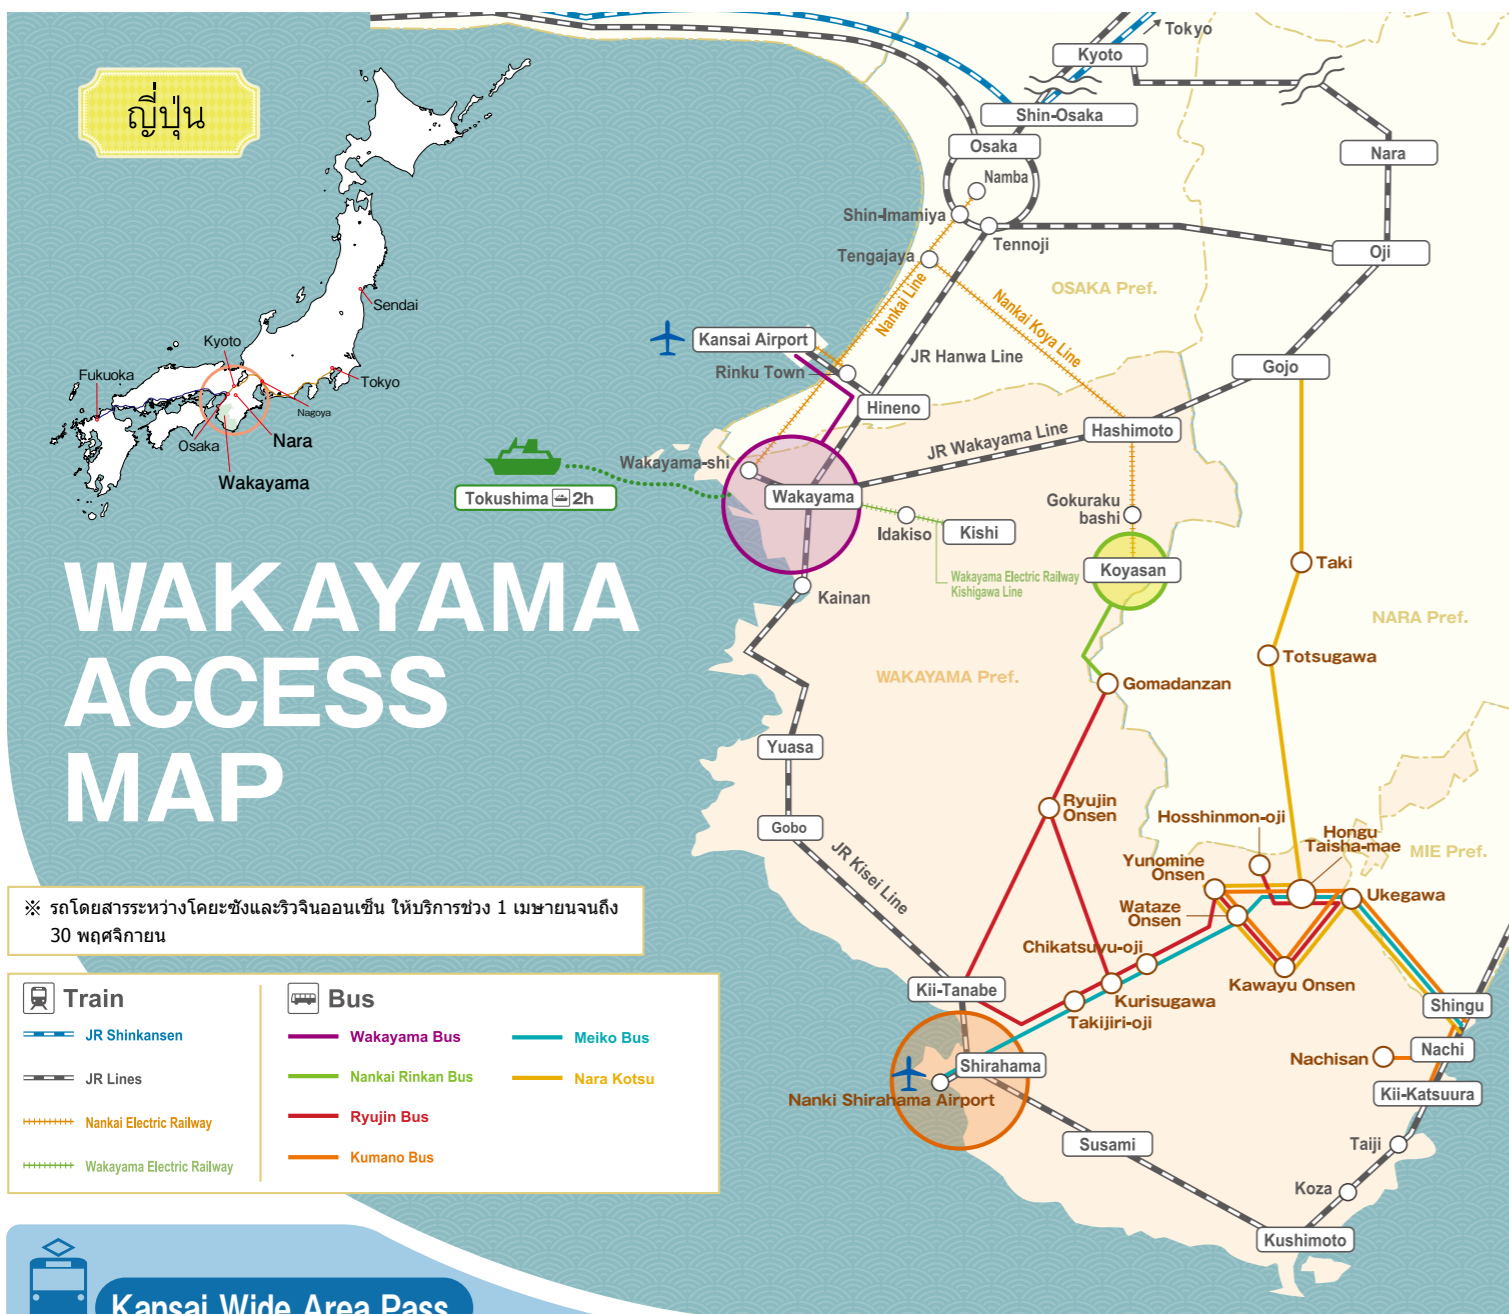 ญี่ปุ่น
Sendai
Kyoto
Fukuoka
Tokyo
Nagoya
Osaka
Nara
Wakayama
WAKAYAMA
ACCESS
MAP
Tokyo
Kyoto
Shin-Osaka
Osaka
Nara
Namba
Shin-Imamiya
Tennoji
Oji
Tengajaya
OSAKA Pref.
Nankai Line
Nankai Koya Line
Kansai Airport
JR Hanwa Line
Rinku Town
Gojo
Hineno
Hashimoto
JR Wakayama Line
Wakayama-shi
Tokushima 2h
Wakayama
Gokuraku
bashi
Idakiso
Kishi
Koyasan
Taki
Wakayama Electric Railway
Kishigawa Line
Kainan
NARA Pref.
Totsugawa
WAKAYAMA Pref.
Gomadanzan
Yuasa
Ryujin
Onsen
Hosshinmon-oji
Hongu
Taisha-mae
Gobo
MIE Pref.
JR Kisei Line
Yunomine
Onsen
Ukegawa
Wataze
Onsen
Chikatsuyu-oji
Kawayu Onsen
Kii-Tanabe
Kurisugawa
Takijiri-oji
Shingu
Nachisan
Nachi
Shirahama
Nanki Shirahama Airport
Kii-Katsuura
Susami
Taiji
Koza
Kushimoto
※ รถโดยสารระหว่างโคยะซังและริวจินออนเซ็น ให้บริการช่วง 1 เมษายนจนถึง
30 พฤศจิกายน
Train
JR Shinkansen
JR Lines
Nankai Electric Railway
Wakayama Electric Railway
Bus
Wakayama Bus
Meiko Bus
Nankai Rinkan Bus
Nara Kotsu
Ryujin Bus
Kumano Bus
Kansai Wide Area Pass